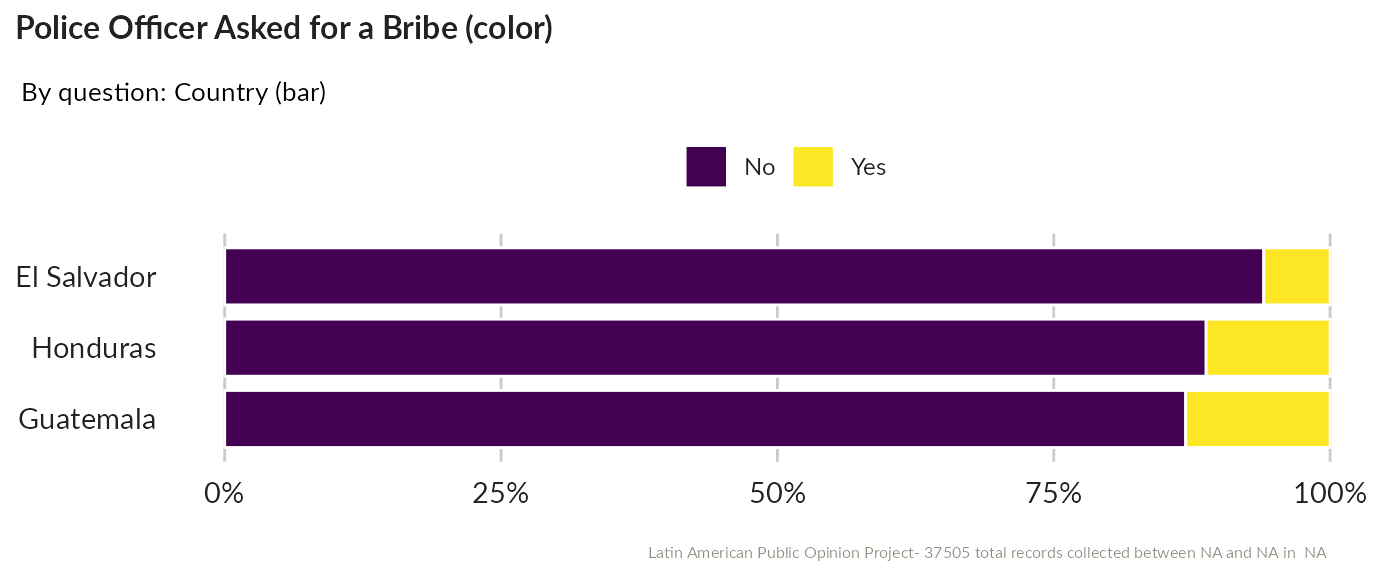 Police Officer Asked for a Bribe (color)
By question: Country (bar)
No Yes
El Salvador
Honduras
Guatemala
0% 25% 50% 75% 100%
Latin American Public Opinion Project- 37505 total records collected between NA and NA in  NA